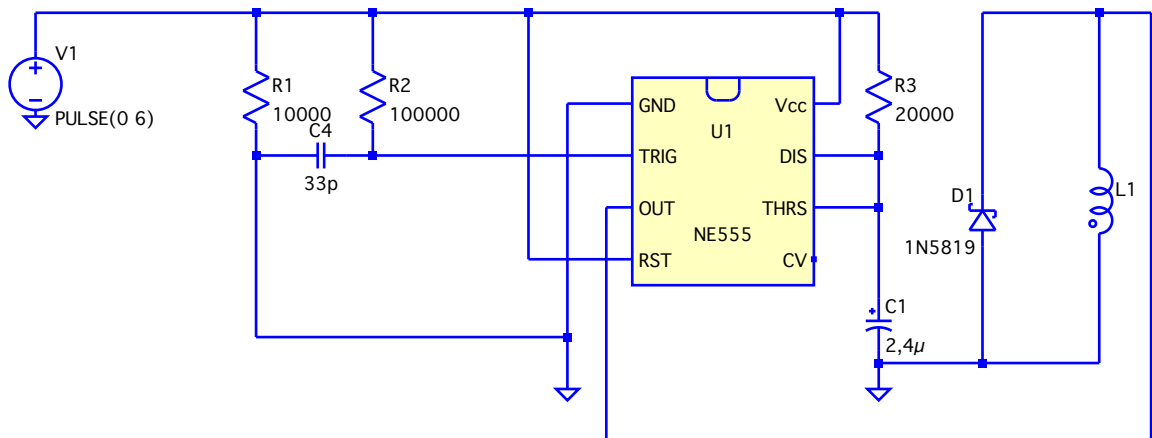 V1
PULSE(0 6)
R1
10000
C4
33p
R2
100000
GND
TRIG
OUT
RST
U1
NE555
Vcc
DIS
THRS
CV
R3
20000
C1
2,4µ
D1
1N5819
L1